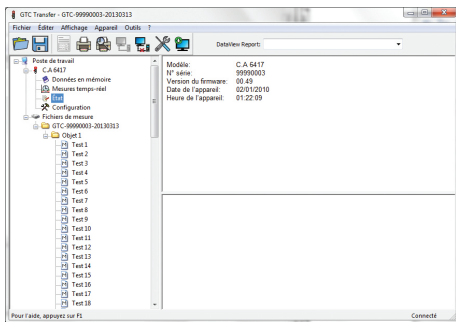 GTC Transfer - GTC-99990003-20130313
Fichier Éditer Affichage Appareil Outils ?
DataView Report:
Poste de travail
C.A 6417
Données en mémoire
Mesures temps-réel
État
Configuration
Fichiers de mesure
GTC-99990003-20130313
Objet 1
Test 1
Test 2
Test 3
Test 4
Test 5
Test 6
Test 7
Test 8
Test 9
Test 10
Test 11
Test 12
Test 13
Test 14
Test 15
Test 16
Test 17
Test 18
Modèle: C.A 6417
N° série: 99990003
Version du firmware: 00.49
Date de l'appareil: 02/01/2010
Heure de l'appareil: 01:22:09
Pour l'aide, appuyez sur F1 Connecté